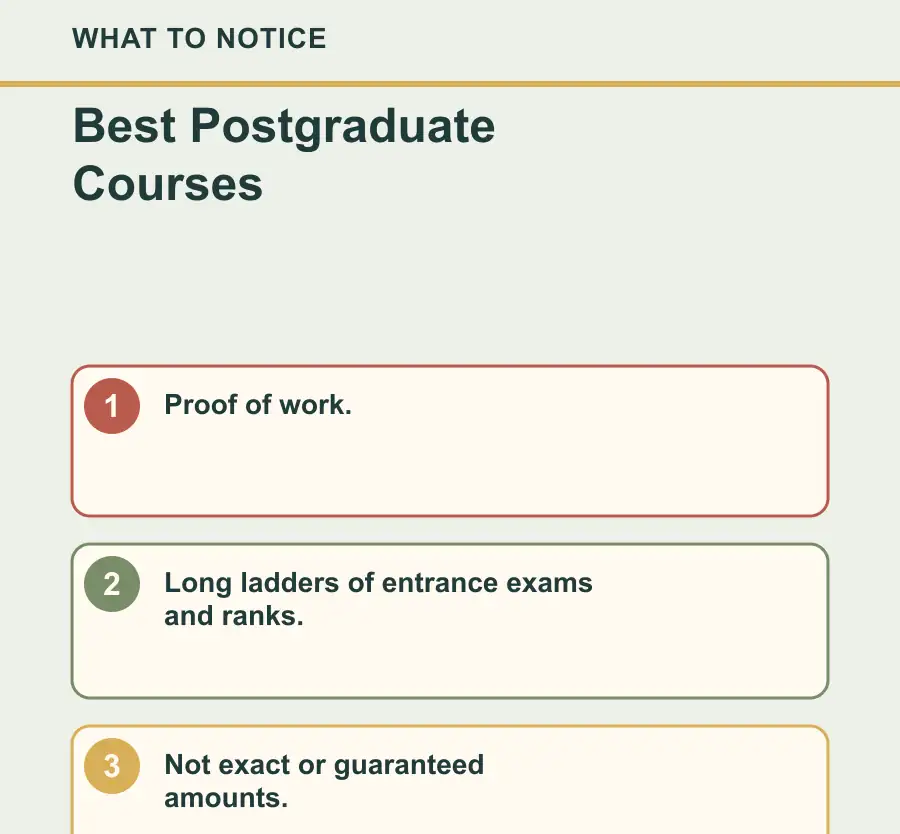 WHAT TO NOTICE
Best Postgraduate
Courses
1
Proof of work.
2
Long ladders of entrance exams
and ranks.
3
Not exact or guaranteed
amounts.